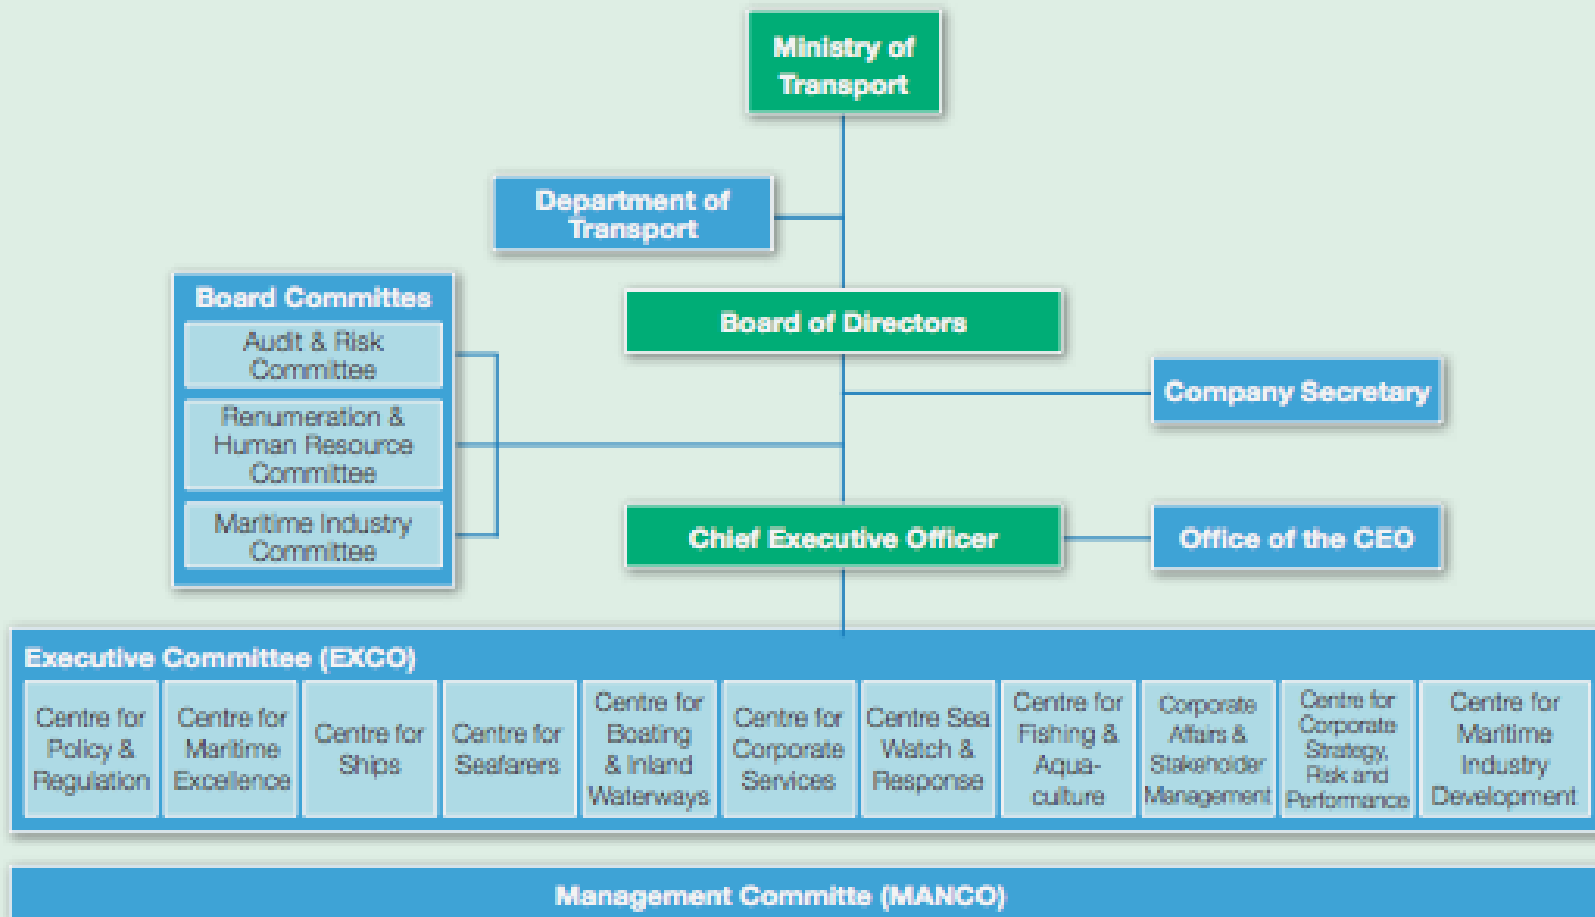 Ministry of
Transport
Department of
Transport
Board Committes
Audit & Risk
Committee
Renumeration &
Human Resource
Committee
Maritime Industry
Committee
Board of Directors
Company Secretary
Chief Executive Officer
Office of the CEO
Executive Committee (EXCO)
Centre for
Policy &
Regulation
Centre for
Maritime
Excellence
Centre for
Ships
Centre for
Seafarers
Centre for
Boating
& Inland
Waterways
Centre for
Corporate
Services
Centre Sea
Watch &
Response
Centre for
Fishing &
Aqua-
culture
Corporate
Affairs &
Stakeholder
Management
Centre for
Corporate
Strategy,
Risk and
Performance
Centre for
Maritime
Industry
Development
Management Committe (MANCO)